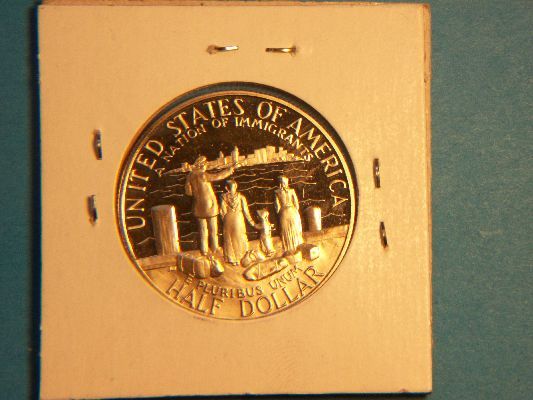 UNITED STATES OF AMERICA
A NATION OF IMMIGRANTS
E PLURIBUS UNUM
HALF DOLLAR